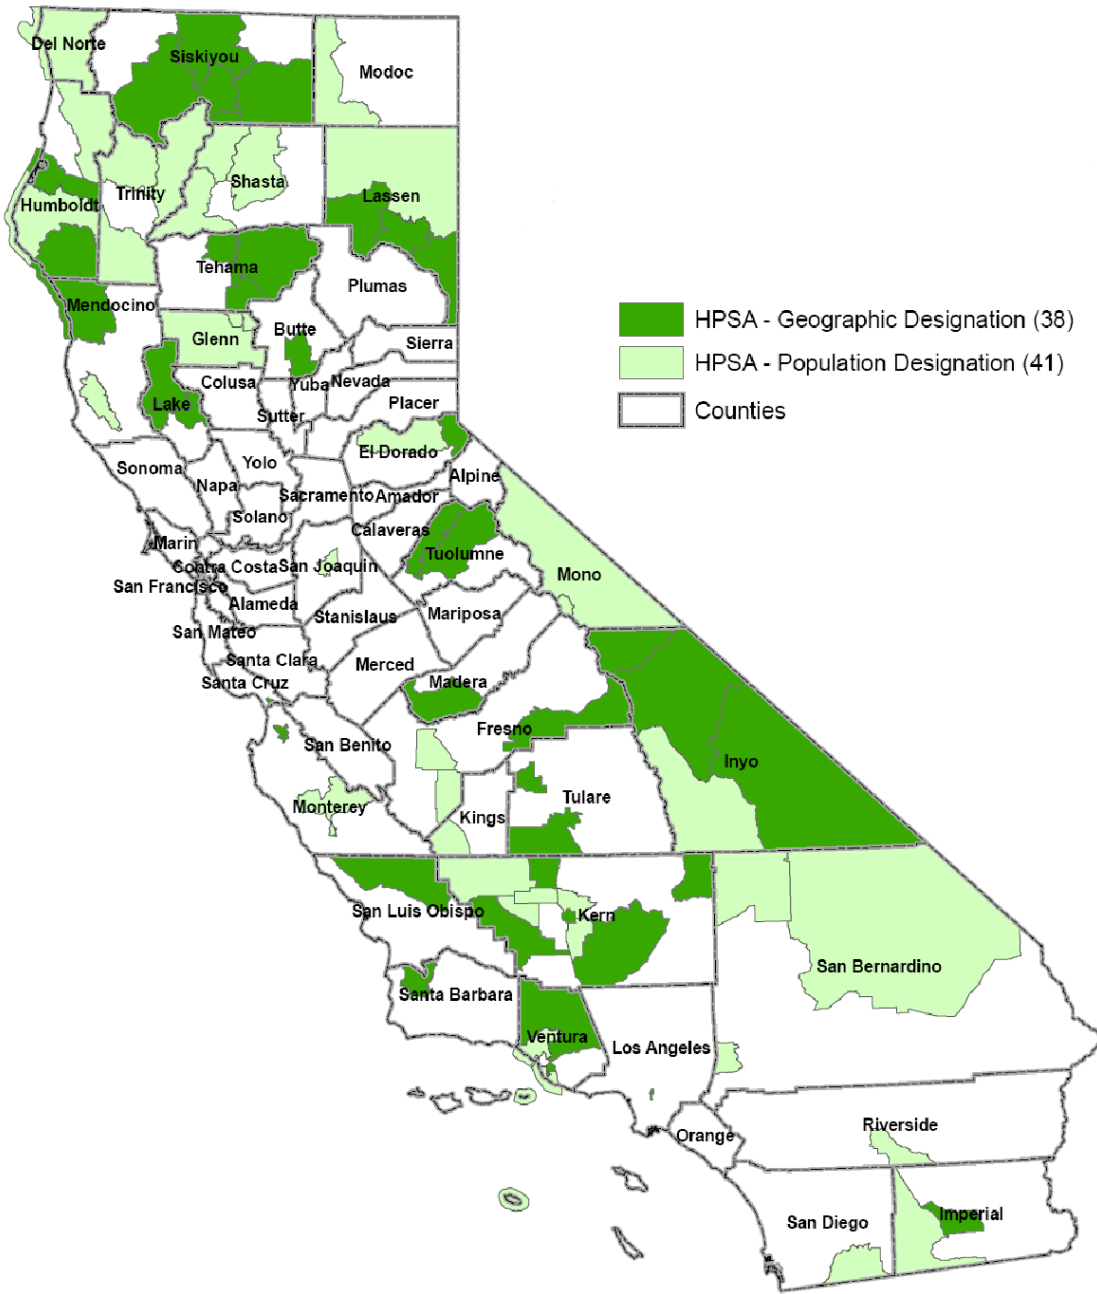 Del Norte
Siskiyou
Modoc
Humboldt
Trinity
Shasta
Lassen
Tehama
Plumas
Mendocino
Glenn
Butte
Sierra
HPSA - Geographic Designation (38)
HPSA - Population Designation (41)
Counties
Colusa
Yuba
Nevada
Lake
Sutter
Placer
Sonoma
Napa
Yolo
El Dorado
Sacramento
Amador
Alpine
Solano
Marin
Calaveras
Tuolumne
Contra Costa
San Joaquin
San Francisco
Alameda
Mono
Stanislaus
Mariposa
San Mateo
Santa Clara
Merced
Santa Cruz
Madera
Fresno
San Benito
Inyo
Monterey
Kings
Tulare
San Luis Obispo
Kern
San Bernardino
Santa Barbara
Ventura
Los Angeles
Orange
Riverside
San Diego
Imperial